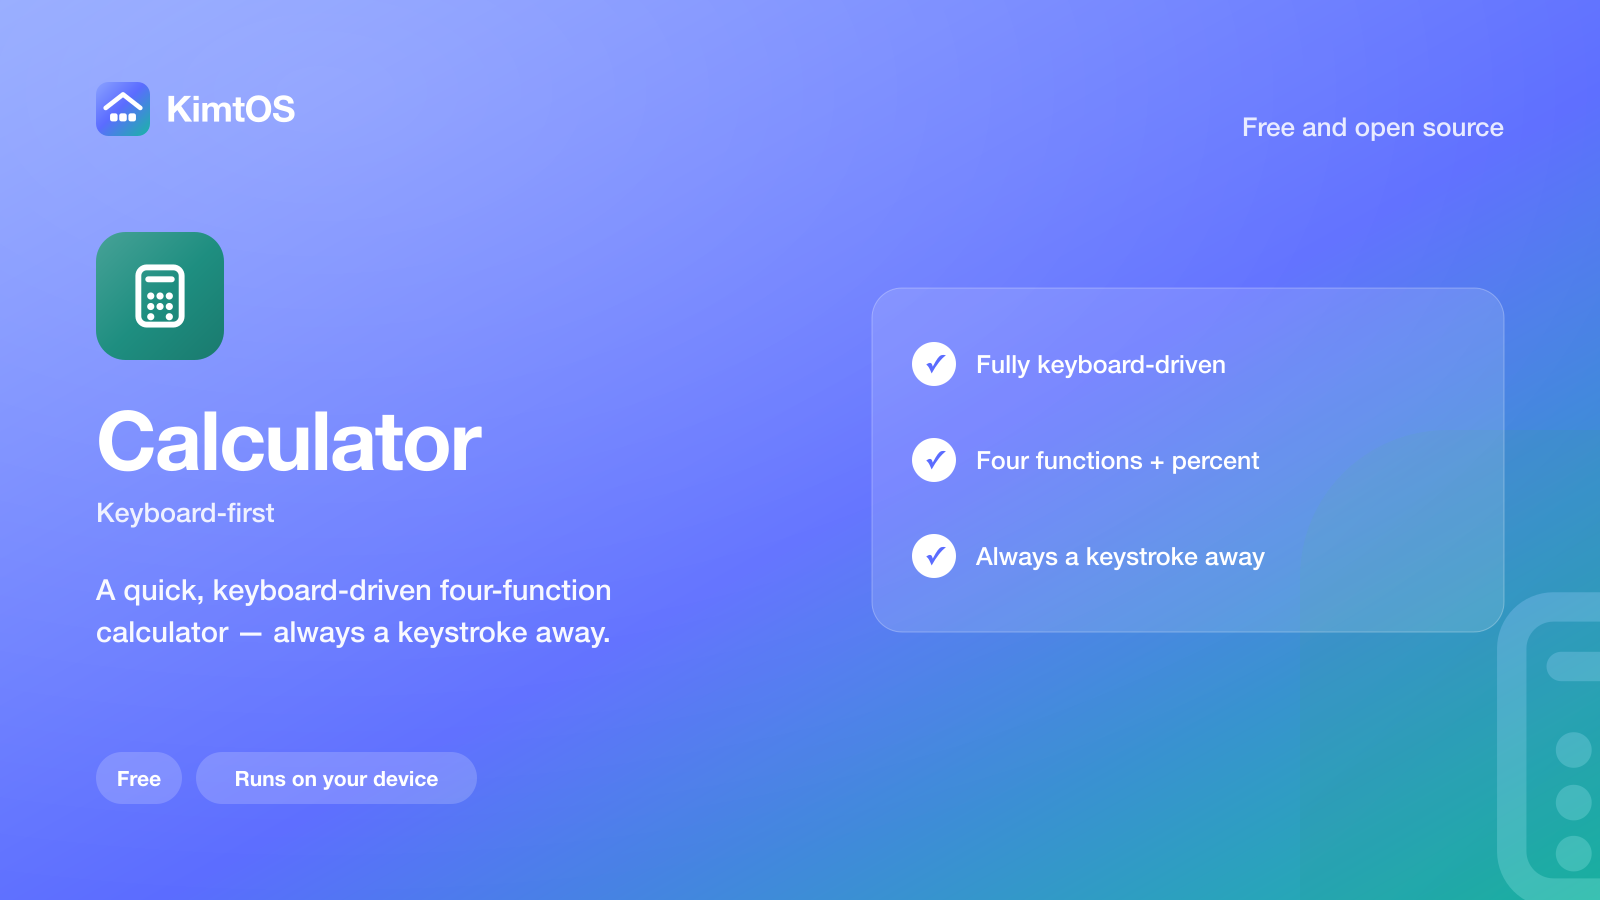 KimtOS
Free and open source
Calculator
Keyboard-first
A quick, keyboard-driven four-function
calculator — always a keystroke away.
Fully keyboard-driven
Four functions + percent
Always a keystroke away
Free
Runs on your device